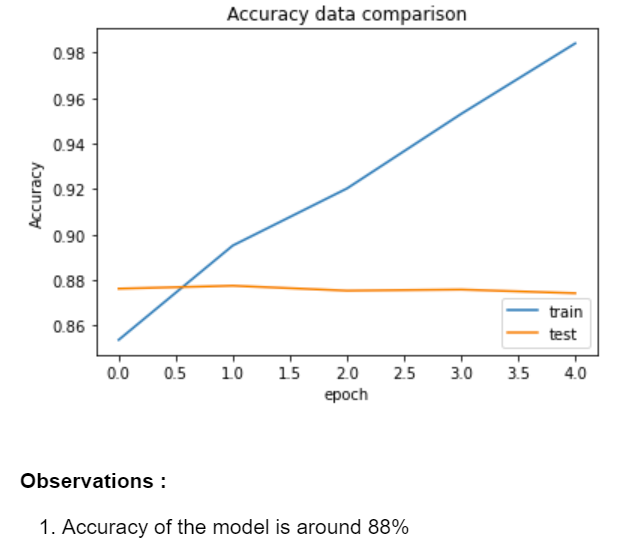 Accuracy data comparison
Accuracy
0.98
0.96
0.94
0.92
0.90
0.88
0.86
train
test
0.0 0.5 1.0 1.5 2.0 2.5 3.0 3.5 4.0
epoch
Observations :
1. Accuracy of the model is around 88%